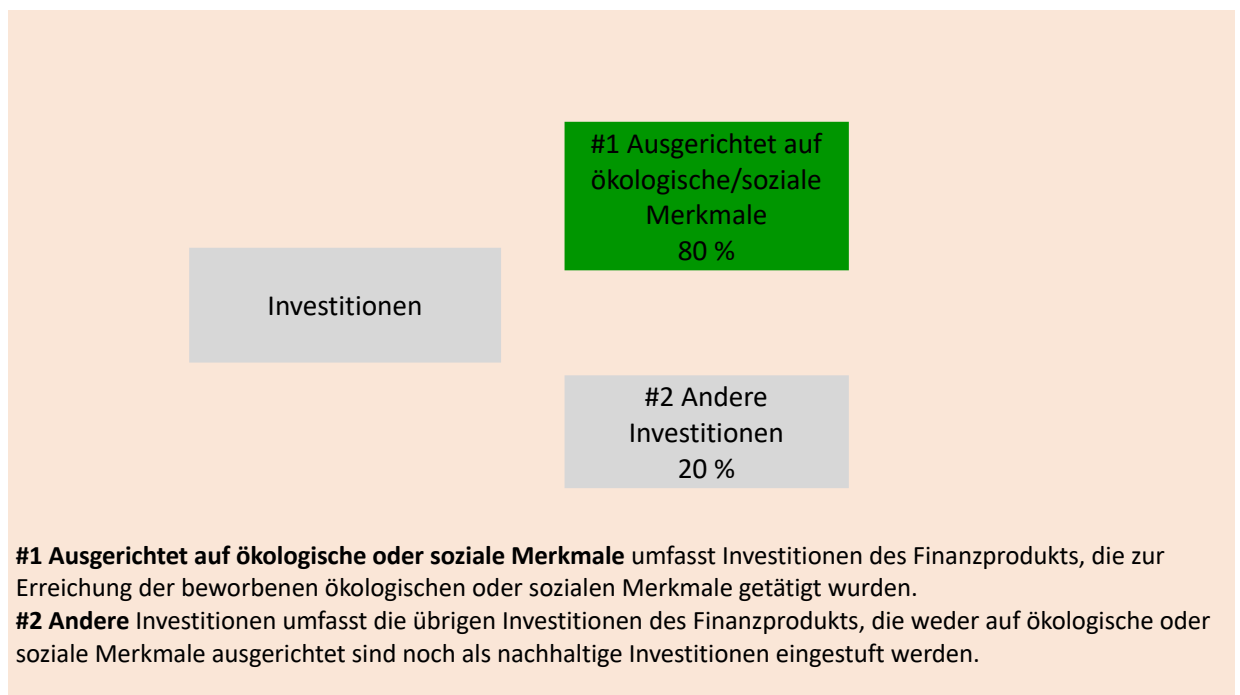 #1 Ausgerichtet auf
ökologische/soziale
Merkmale
80 %
Investitionen
#2 Andere
Investitionen
20 %
#1 Ausgerichtet auf ökologische oder soziale Merkmale umfasst Investitionen des Finanzprodukts, die zur
Erreichung der beworbenen ökologischen oder sozialen Merkmale getätigt wurden.
#2 Andere Investitionen umfasst die übrigen Investitionen des Finanzprodukts, die weder auf ökologische oder
soziale Merkmale ausgerichtet sind noch als nachhaltige Investitionen eingestuft werden.